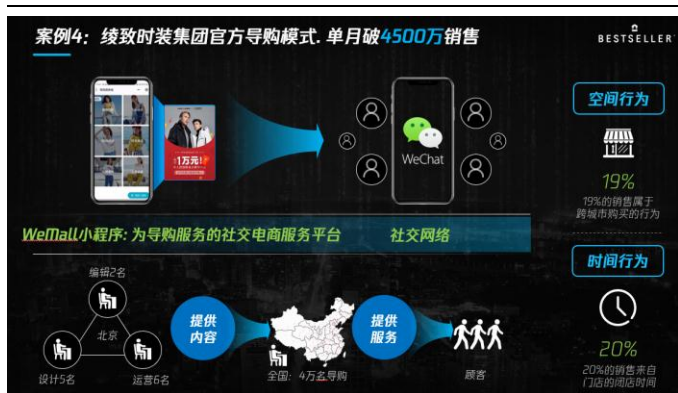 案例4：绫致时装集团官方导购模式. 单月破4500万销售
BESTSELLER
1万元!
WeChat
WeMall小程序: 为导购服务的社交电商服务平台
社交网络
编辑2名
北京
设计5名
运营6名
提供
内容
全国：4万名导购
提供
服务
顾客
空间行为
19%
19%的销售属于
跨城市购买的行为
时间行为
20%
20%的销售来自
门店的闭店时间